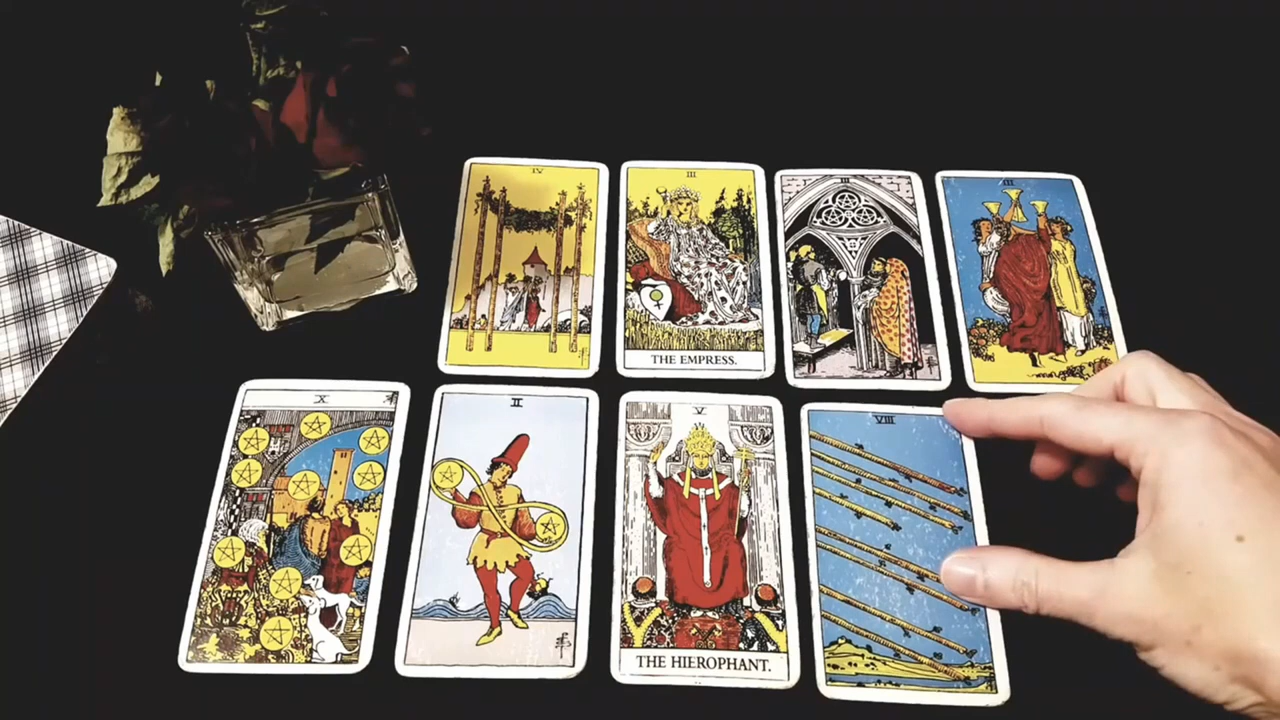 IV
III
THE EMPRESS.
III
III
X
II
V
THE HIEROPHANT.
VIII